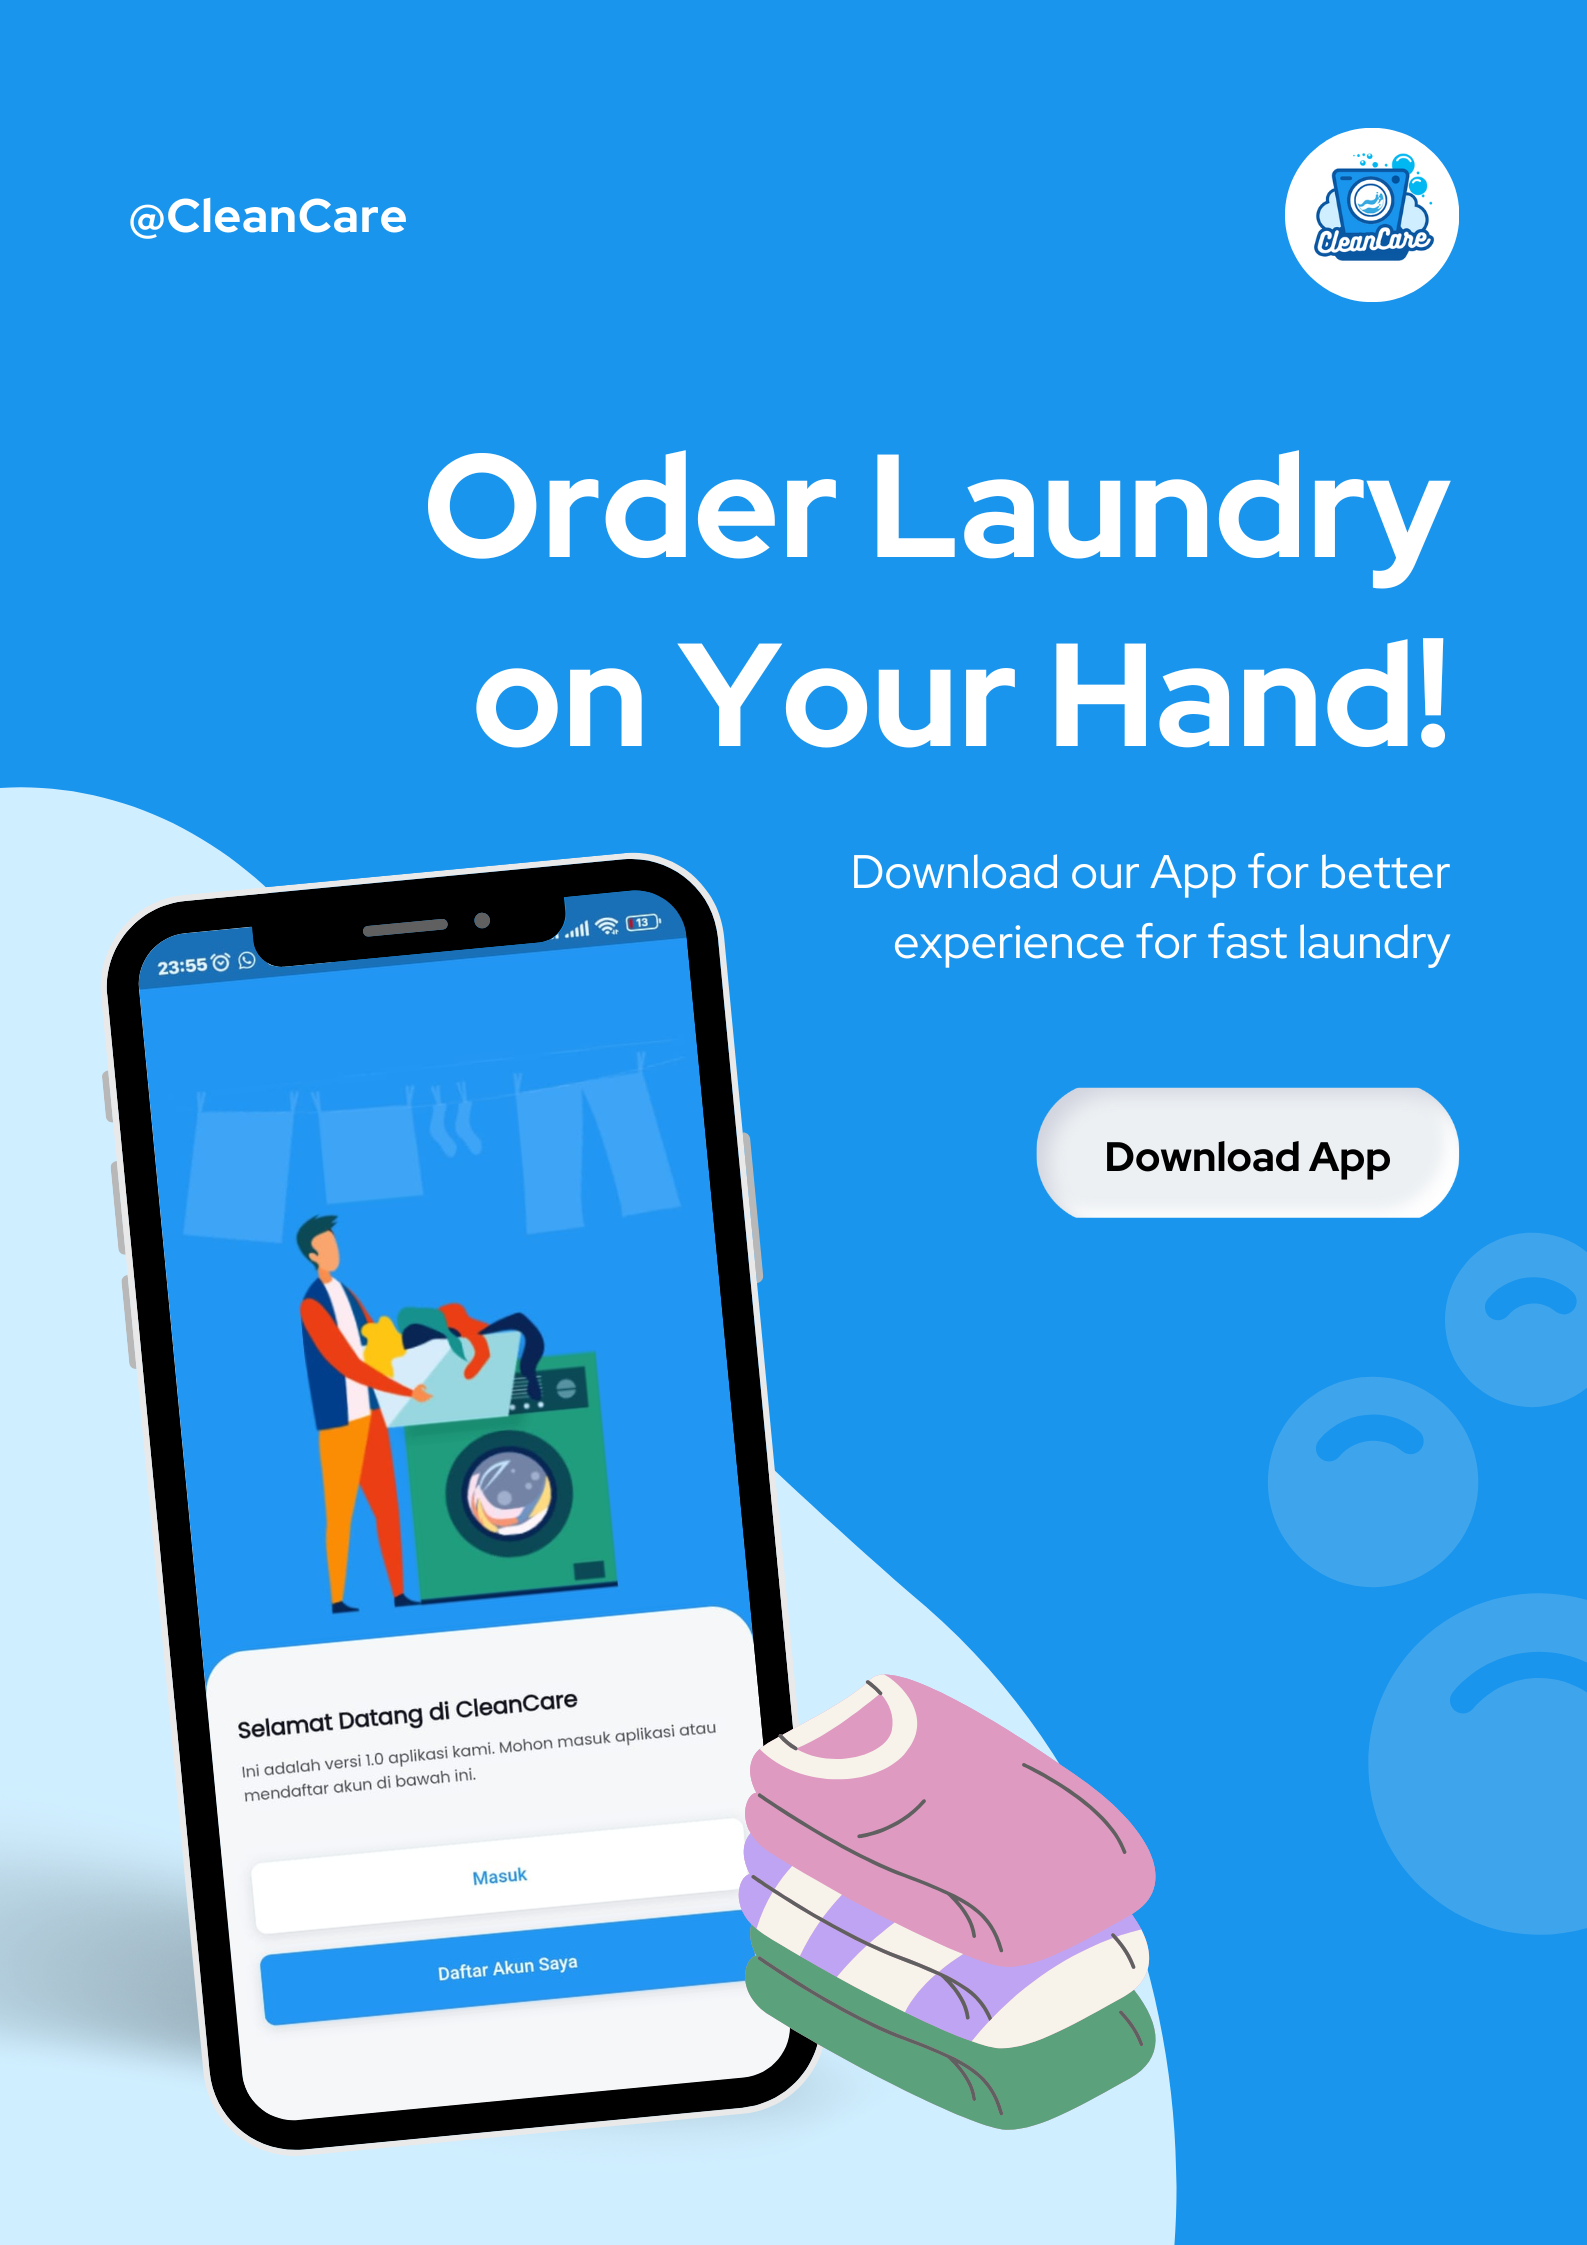 @CleanCare
CleanCare
Order Laundry
on Your Hand!
Download our App for better
experience for fast laundry
Download App
23:55
13
Selamat Datang di CleanCare
Ini adalah versi 1.0 aplikasi kami. Mohon masuk aplikasi atau
mendaftar akun di bawah ini.
Masuk
Daftar Akun Saya